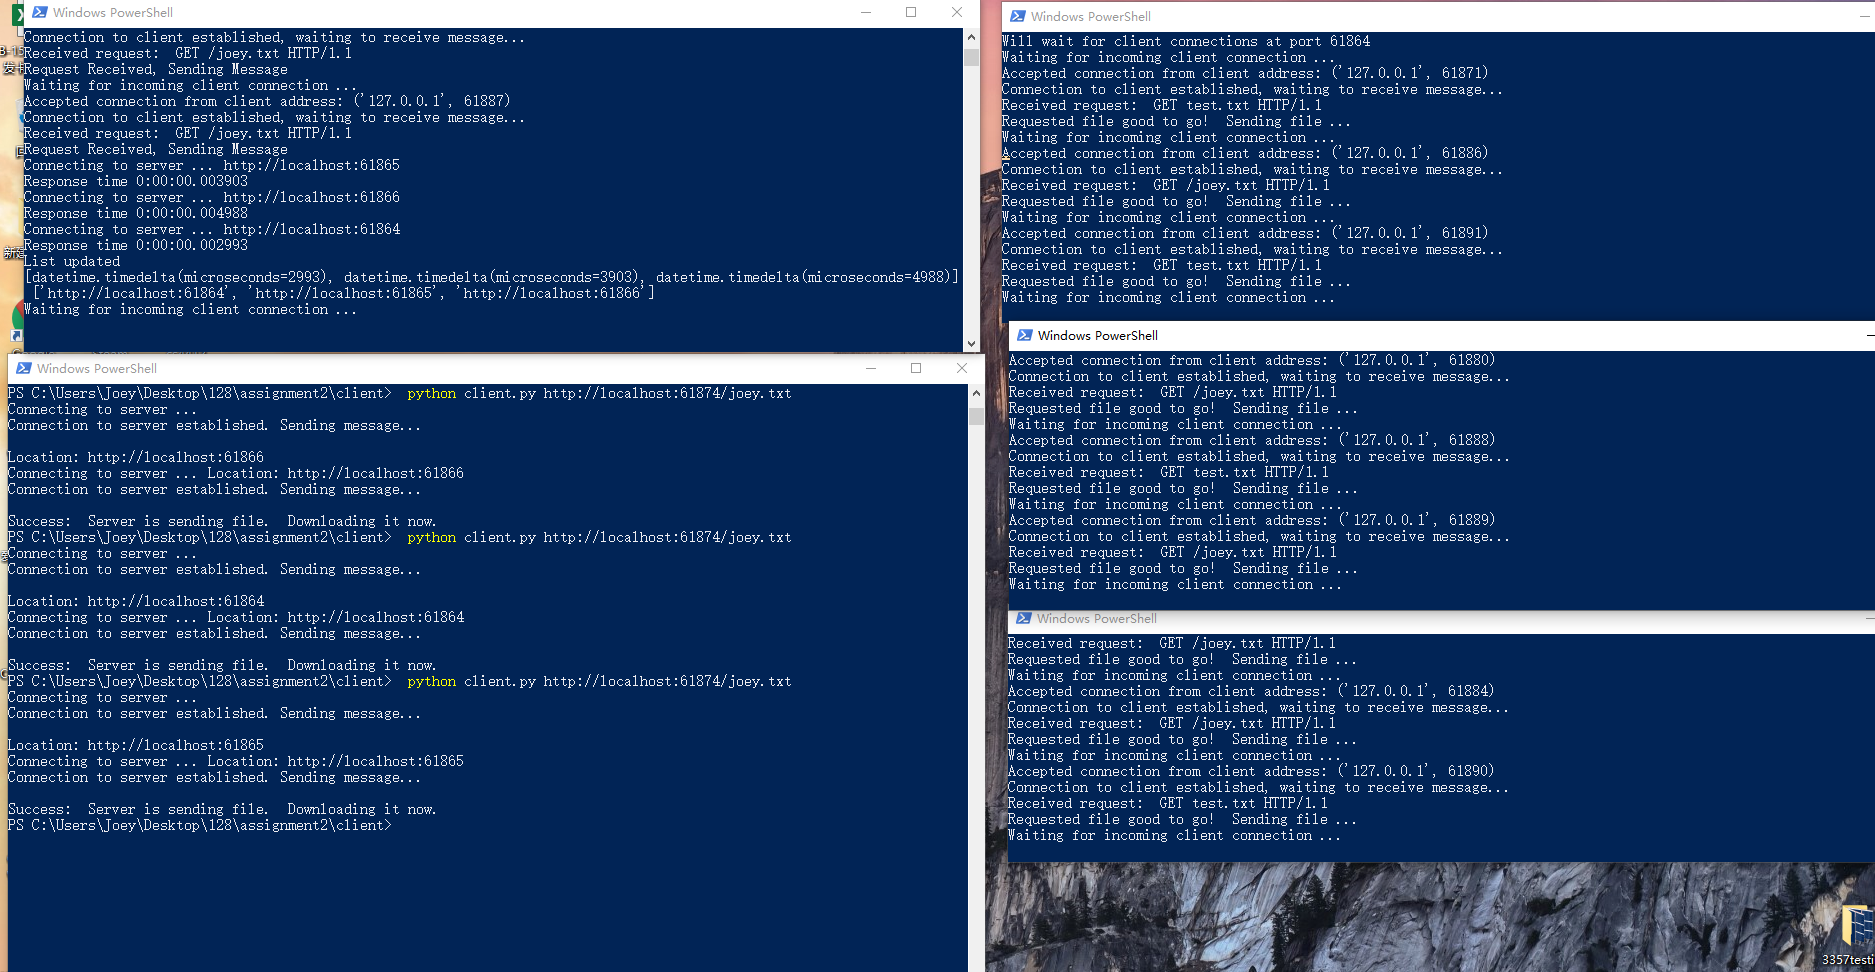 Windows PowerShell
Connection to client established, waiting to receive message...
Received request:  GET /joey.txt HTTP/1.1
Request Received, Sending Message
Waiting for incoming client connection ...
Accepted connection from client address: ('127.0.0.1', 61887)
Connection to client established, waiting to receive message...
Received request:  GET /joey.txt HTTP/1.1
Request Received, Sending Message
Connecting to server ... http://localhost:61865
Response time 0:00:00.003903
Connecting to server ... http://localhost:61866
Response time 0:00:00.004988
Connecting to server ... http://localhost:61864
Response time 0:00:00.002993
List updated
[datetime.timedelta(microseconds=2993), datetime.timedelta(microseconds=3903), datetime.timedelta(microseconds=4988)]
['http://localhost:61864', 'http://localhost:61865', 'http://localhost:61866']
Waiting for incoming client connection ...
Windows PowerShell
PS C:\Users\Joey\Desktop\128\assignment2\client>  python client.py http://localhost:61874/joey.txt
Connecting to server ...
Connection to server established. Sending message...
Location: http://localhost:61866
Connecting to server ... Location: http://localhost:61866
Connection to server established. Sending message...
Success:  Server is sending file.  Downloading it now.
PS C:\Users\Joey\Desktop\128\assignment2\client>  python client.py http://localhost:61874/joey.txt
Connecting to server ...
Connection to server established. Sending message...
Location: http://localhost:61864
Connecting to server ... Location: http://localhost:61864
Connection to server established. Sending message...
Success:  Server is sending file.  Downloading it now.
PS C:\Users\Joey\Desktop\128\assignment2\client>  python client.py http://localhost:61874/joey.txt
Connecting to server ...
Connection to server established. Sending message...
Location: http://localhost:61865
Connecting to server ... Location: http://localhost:61865
Connection to server established. Sending message...
Success:  Server is sending file.  Downloading it now.
PS C:\Users\Joey\Desktop\128\assignment2\client>
Windows PowerShell
Will wait for client connections at port 61864
Waiting for incoming client connection ...
Accepted connection from client address: ('127.0.0.1', 61871)
Connection to client established, waiting to receive message...
Received request:  GET test.txt HTTP/1.1
Requested file good to go!  Sending file ...
Waiting for incoming client connection ...
Accepted connection from client address: ('127.0.0.1', 61886)
Connection to client established, waiting to receive message...
Received request:  GET /joey.txt HTTP/1.1
Requested file good to go!  Sending file ...
Waiting for incoming client connection ...
Accepted connection from client address: ('127.0.0.1', 61891)
Connection to client established, waiting to receive message...
Received request:  GET test.txt HTTP/1.1
Requested file good to go!  Sending file ...
Waiting for incoming client connection ...
Windows PowerShell
Accepted connection from client address: ('127.0.0.1', 61880)
Connection to client established, waiting to receive message...
Received request:  GET /joey.txt HTTP/1.1
Requested file good to go!  Sending file ...
Waiting for incoming client connection ...
Accepted connection from client address: ('127.0.0.1', 61888)
Connection to client established, waiting to receive message...
Received request:  GET test.txt HTTP/1.1
Requested file good to go!  Sending file ...
Waiting for incoming client connection ...
Accepted connection from client address: ('127.0.0.1', 61889)
Connection to client established, waiting to receive message...
Received request:  GET /joey.txt HTTP/1.1
Requested file good to go!  Sending file ...
Waiting for incoming client connection ...
Windows PowerShell
Received request:  GET /joey.txt HTTP/1.1
Requested file good to go!  Sending file ...
Waiting for incoming client connection ...
Accepted connection from client address: ('127.0.0.1', 61884)
Connection to client established, waiting to receive message...
Received request:  GET /joey.txt HTTP/1.1
Requested file good to go!  Sending file ...
Waiting for incoming client connection ...
Accepted connection from client address: ('127.0.0.1', 61890)
Connection to client established, waiting to receive message...
Received request:  GET test.txt HTTP/1.1
Requested file good to go!  Sending file ...
Waiting for incoming client connection ...
3357testi